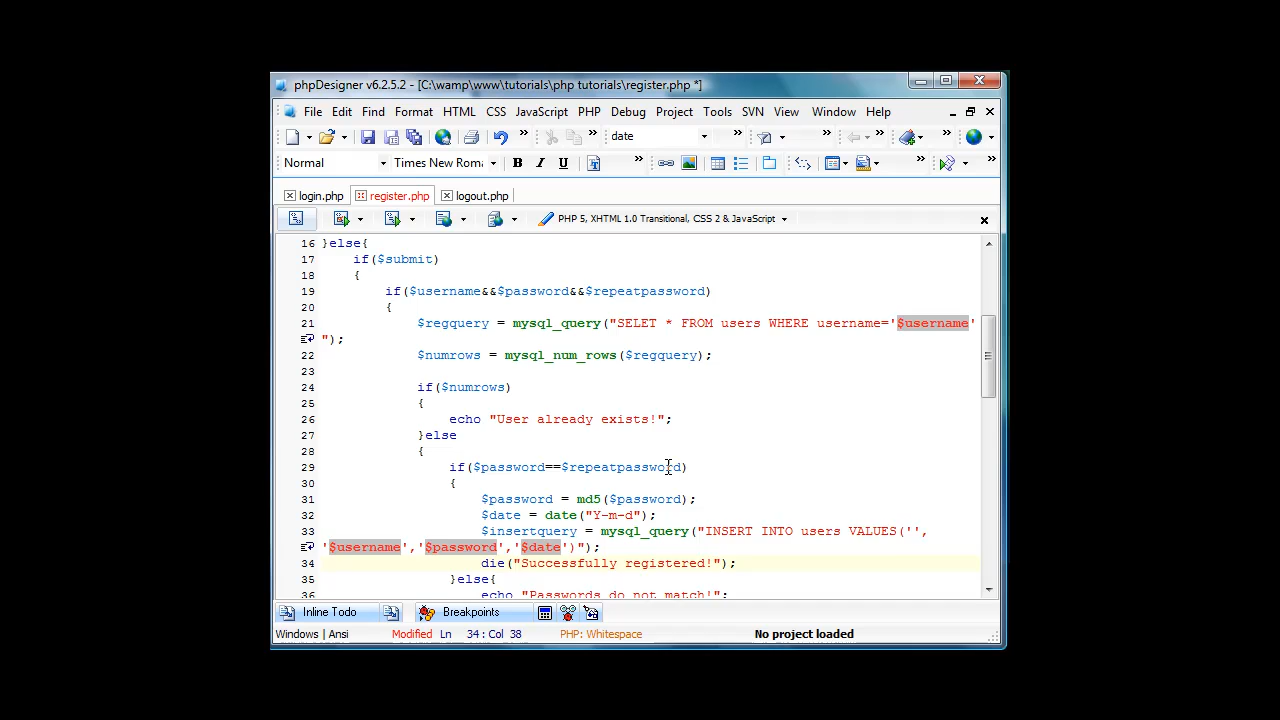 phpDesigner v6.2.5.2 - [C:\wamp\www\tutorials\php tutorials\register.php *]
File Edit Find Format HTML CSS JavaScript PHP Debug Project Tools SVN View Window Help
date
Normal Times New Roma
login.php register.php logout.php
PHP 5, XHTML 1.0 Transitional, CSS 2 & JavaScript
16 }else{
17 if($submit)
18 {
19 if($username&&$password&&$repeatpassword)
20 {
21 $regquery = mysql_query("SELET * FROM users WHERE username='$username'
");
22 $numrows = mysql_num_rows($regquery);
23
24 if($numrows)
25 {
26 echo "User already exists!";
27 }else
28 {
29 if($password==$repeatpassword)
30 {
31 $password = md5($password);
32 $date = date("Y-m-d");
33 $insertquery = mysql_query("INSERT INTO users VALUES('',
'$username','$password','$date')");
34 die("Successfully registered!");
35 }else{
36 echo "Passwords do not match!";
Inline Todo Breakpoints
Windows | Ansi Modified Ln 34 : Col 38 PHP: Whitespace No project loaded